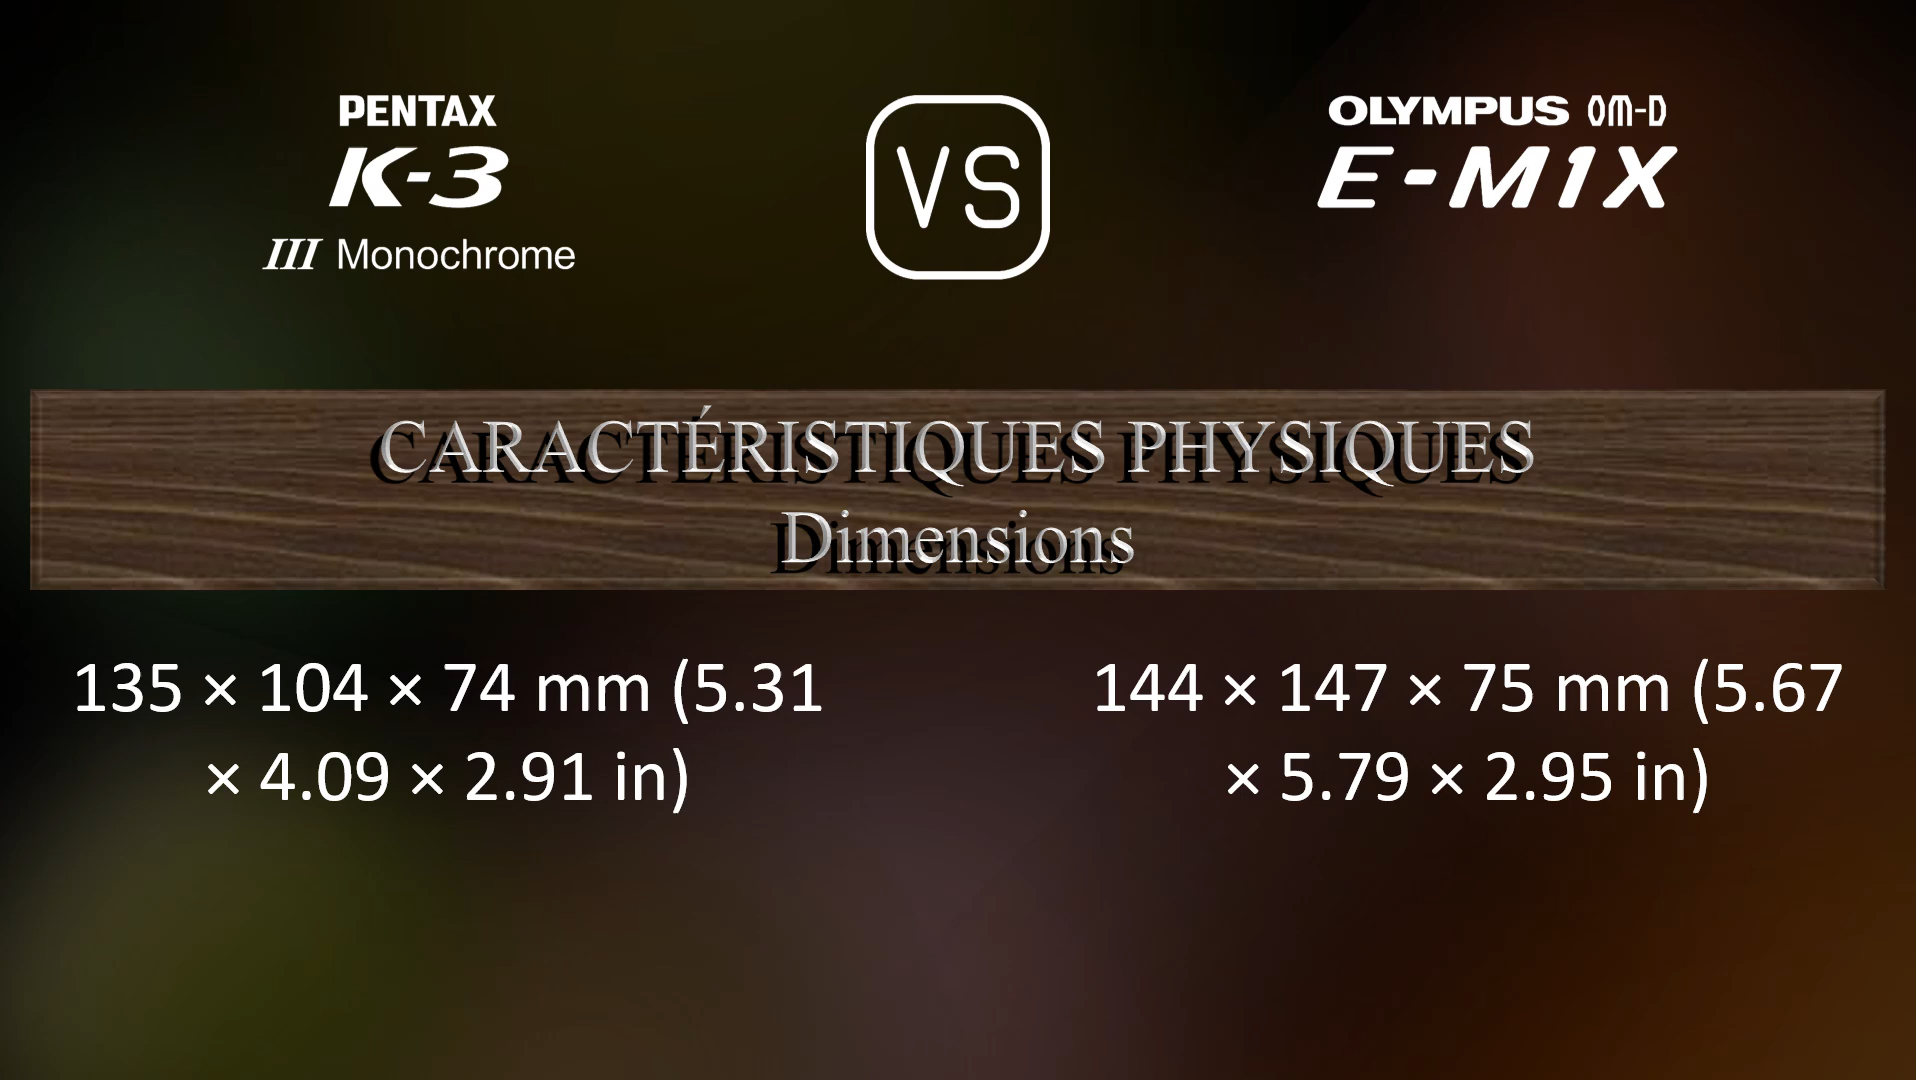 PENTAX
K-3
III Monochrome
VS
OLYMPUS OM-D
E-M1X
CARACTÉRISTIQUES PHYSIQUES
Dimensions
135 × 104 × 74 mm (5.31
× 4.09 × 2.91 in)
144 × 147 × 75 mm (5.67
× 5.79 × 2.95 in)